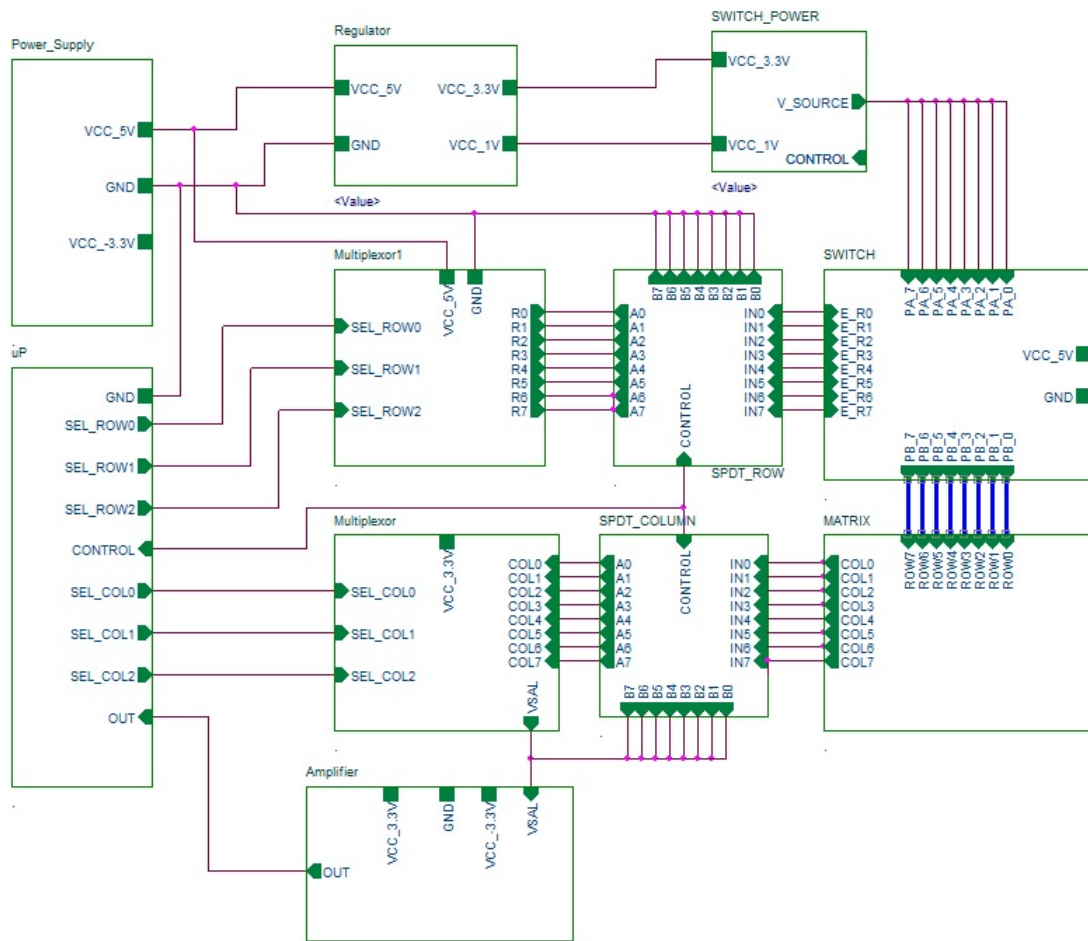 Power_Supply
VCC_5V
GND
VCC_-3.3V
Regulator
VCC_5V
GND
VCC_3.3V
VCC_1V
<Value>
SWITCH_POWER
VCC_3.3V
VCC_1V
V_SOURCE
CONTROL
<Value>
uP
GND
SEL_ROW0
SEL_ROW1
SEL_ROW2
CONTROL
SEL_COL0
SEL_COL1
SEL_COL2
OUT
Multiplexor1
VCC_5V
GND
SEL_ROW0
SEL_ROW1
SEL_ROW2
R0
R1
R2
R3
R4
R5
R6
R7
B7
B6
B5
B4
B3
B2
B1
B0
A0
A1
A2
A3
A4
A5
A6
A7
IN0
IN1
IN2
IN3
IN4
IN5
IN6
IN7
CONTROL
SPDT_ROW
SWITCH
PA_7
PA_6
PA_5
PA_4
PA_3
PA_2
PA_1
PA_0
E_R0
E_R1
E_R2
E_R3
E_R4
E_R5
E_R6
E_R7
VCC_5V
GND
PB_7
PB_6
PB_5
PB_4
PB_3
PB_2
PB_1
PB_0
Multiplexor
VCC_3.3V
SEL_COL0
SEL_COL1
SEL_COL2
COL0
COL1
COL2
COL3
COL4
COL5
COL6
COL7
VSAL
SPDT_COLUMN
CONTROL
A0
A1
A2
A3
A4
A5
A6
A7
IN0
IN1
IN2
IN3
IN4
IN5
IN6
IN7
B7
B6
B5
B4
B3
B2
B1
B0
MATRIX
ROW7
ROW6
ROW5
ROW4
ROW3
ROW2
ROW1
ROW0
COL0
COL1
COL2
COL3
COL4
COL5
COL6
COL7
Amplifier
VCC_3.3V
GND
VCC_-3.3V
VSAL
OUT